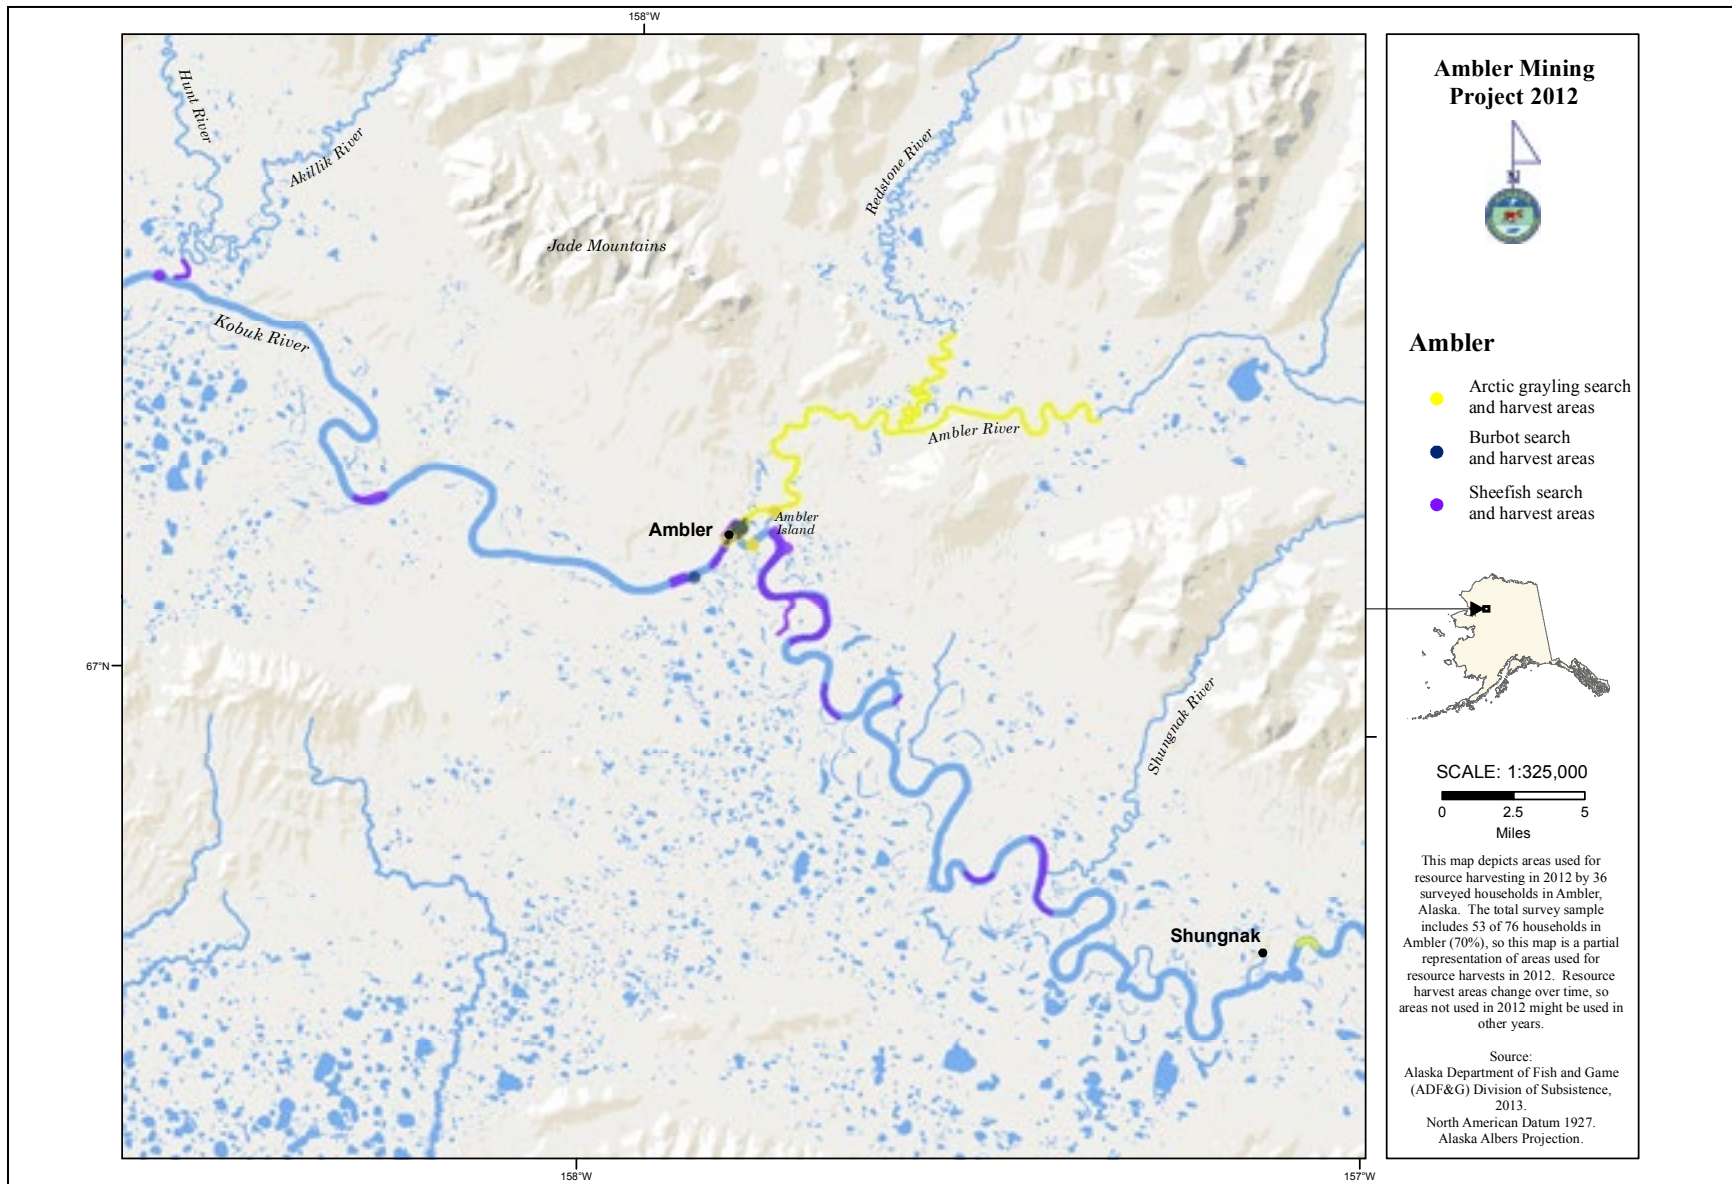 158°W
Hunt River
Akillik River
Redstone River
Jade Mountains
Kobuk River
Ambler River
Ambler
Ambler
Island
67°N
Shungnak River
Shungnak
158°W
157°W
Ambler Mining
Project 2012
N
Ambler
Arctic grayling search
and harvest areas
Burbot search
and harvest areas
Sheefish search
and harvest areas
SCALE: 1:325,000
0 2.5 5
Miles
This map depicts areas used for
resource harvesting in 2012 by 36
surveyed households in Ambler,
Alaska. The total survey sample
includes 53 of 76 households in
Ambler (70%), so this map is a partial
representation of areas used for
resource harvests in 2012. Resource
harvest areas change over time, so
areas not used in 2012 might be used in
other years.
Source:
Alaska Department of Fish and Game
(ADF&G) Division of Subsistence,
2013.
North American Datum 1927.
Alaska Albers Projection.